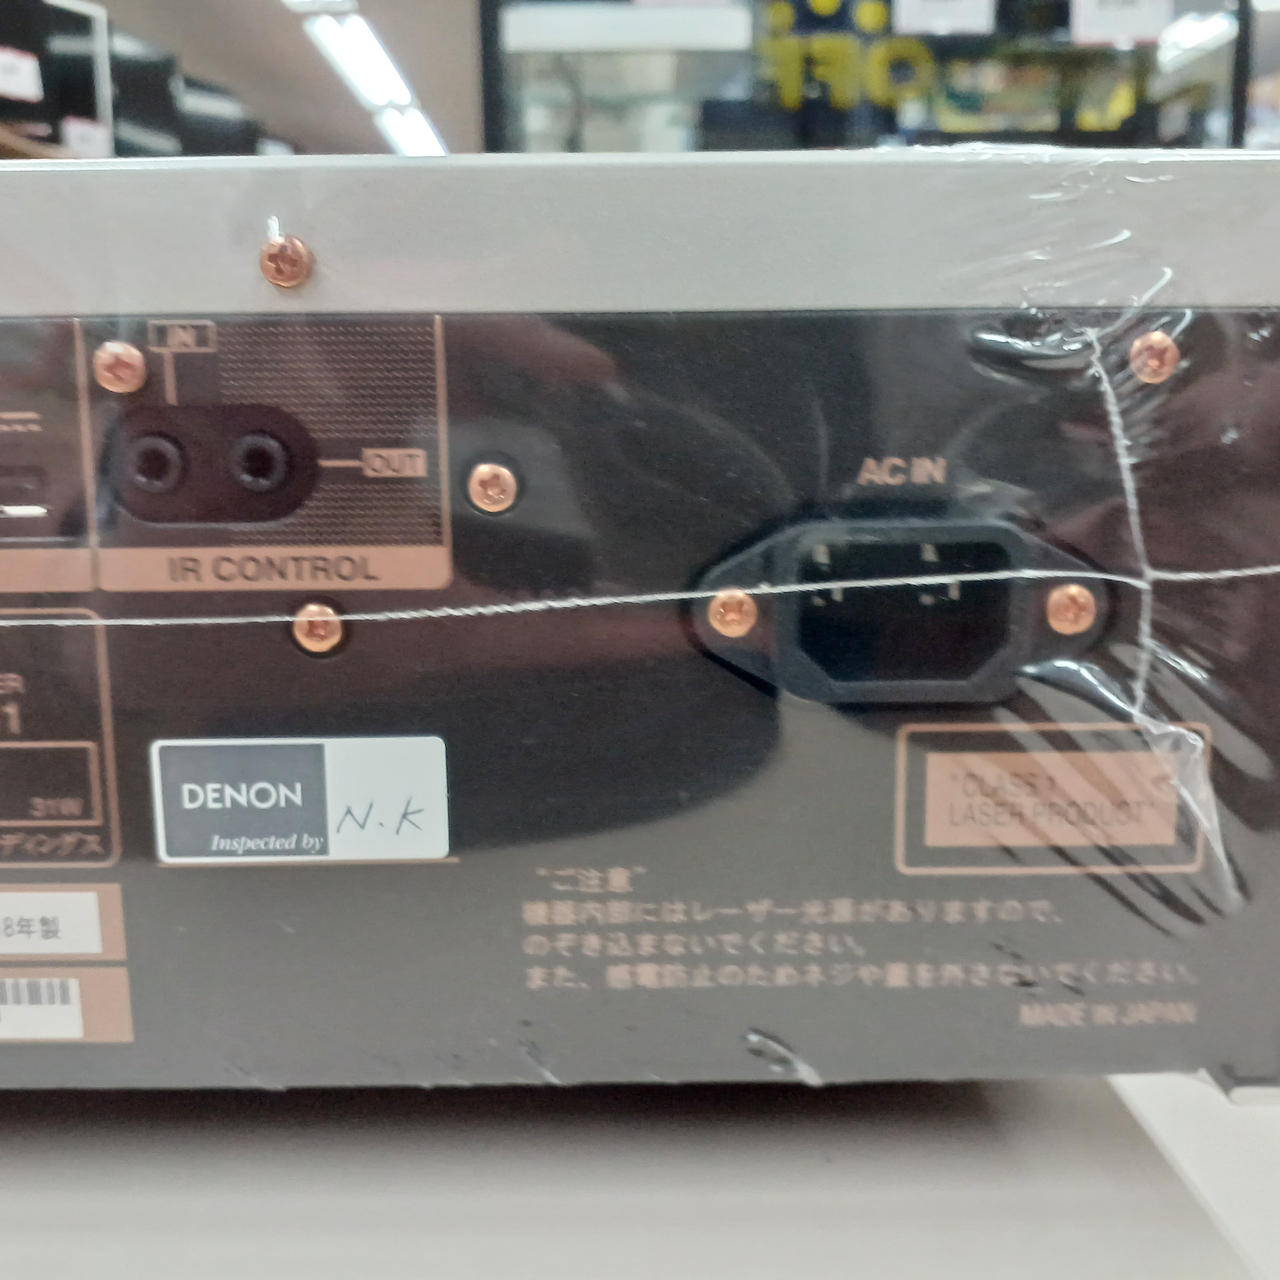 OFF
IN
OUT
IR CONTROL
AC IN
ER
1
31W
ディングス
8年製
DENON
Inspected by
N.K
"CLASS 1
LASER PRODUCT"
"ご注意"
機器内部にはレーザー光源がありますので、
のぞき込まないでください。
また、感電防止のためネジや蓋を外さないでください。
MADE IN JAPAN